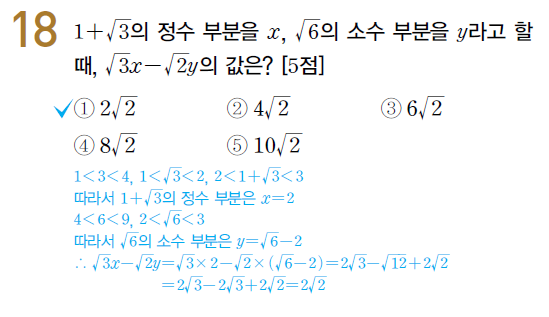 18 1+√3의 정수 부분을 x, √6의 소수 부분을 y라고 할
때, √3x−√2y의 값은? [5점]
✓① 2√2 ② 4√2 ③ 6√2
④ 8√2 ⑤ 10√2
1<3<4, 1<√3<2, 2<1+√3<3
따라서 1+√3의 정수 부분은 x=2
4<6<9, 2<√6<3
따라서 √6의 소수 부분은 y=√6−2
∴ √3x−√2y=√3×2−√2×(√6−2)=2√3−√12+2√2
=2√3−2√3+2√2=2√2